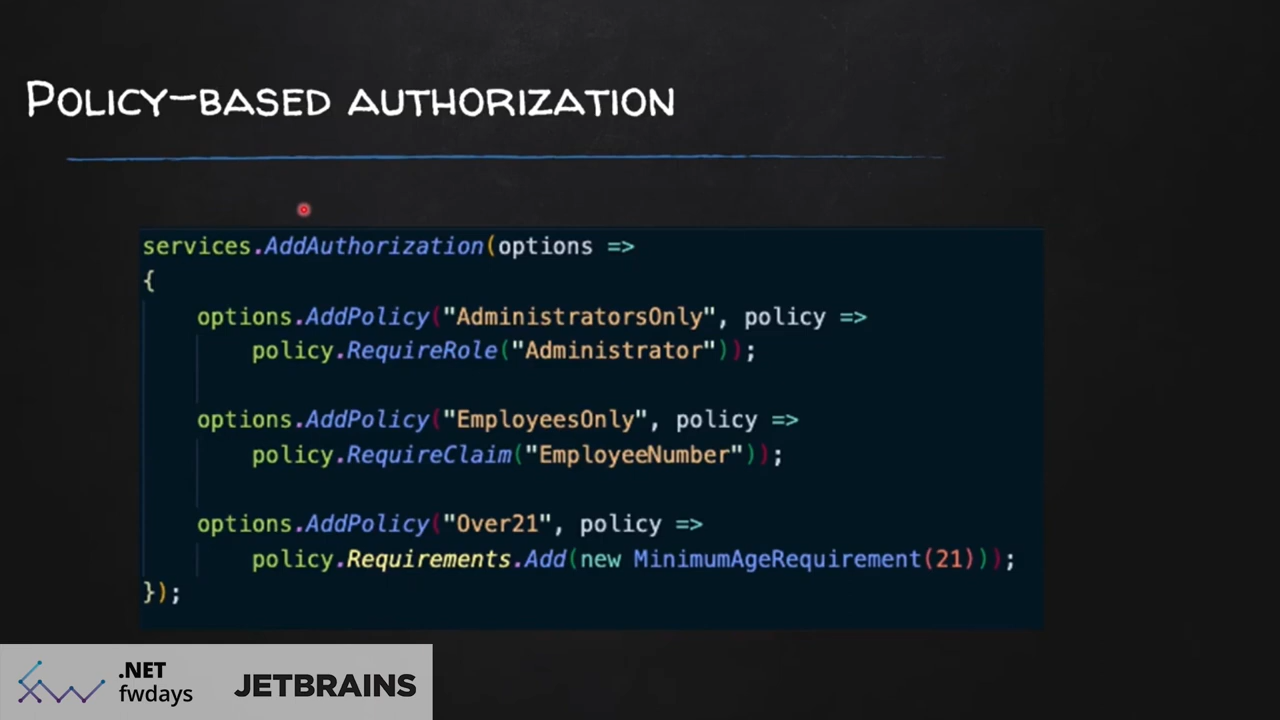 Policy-based authorization
services.AddAuthorization(options =>
{
    options.AddPolicy("AdministratorsOnly", policy =>
        policy.RequireRole("Administrator"));
    options.AddPolicy("EmployeesOnly", policy =>
        policy.RequireClaim("EmployeeNumber"));
    options.AddPolicy("Over21", policy =>
        policy.Requirements.Add(new MinimumAgeRequirement(21)));
});
.NET
fwdays
JETBRAINS